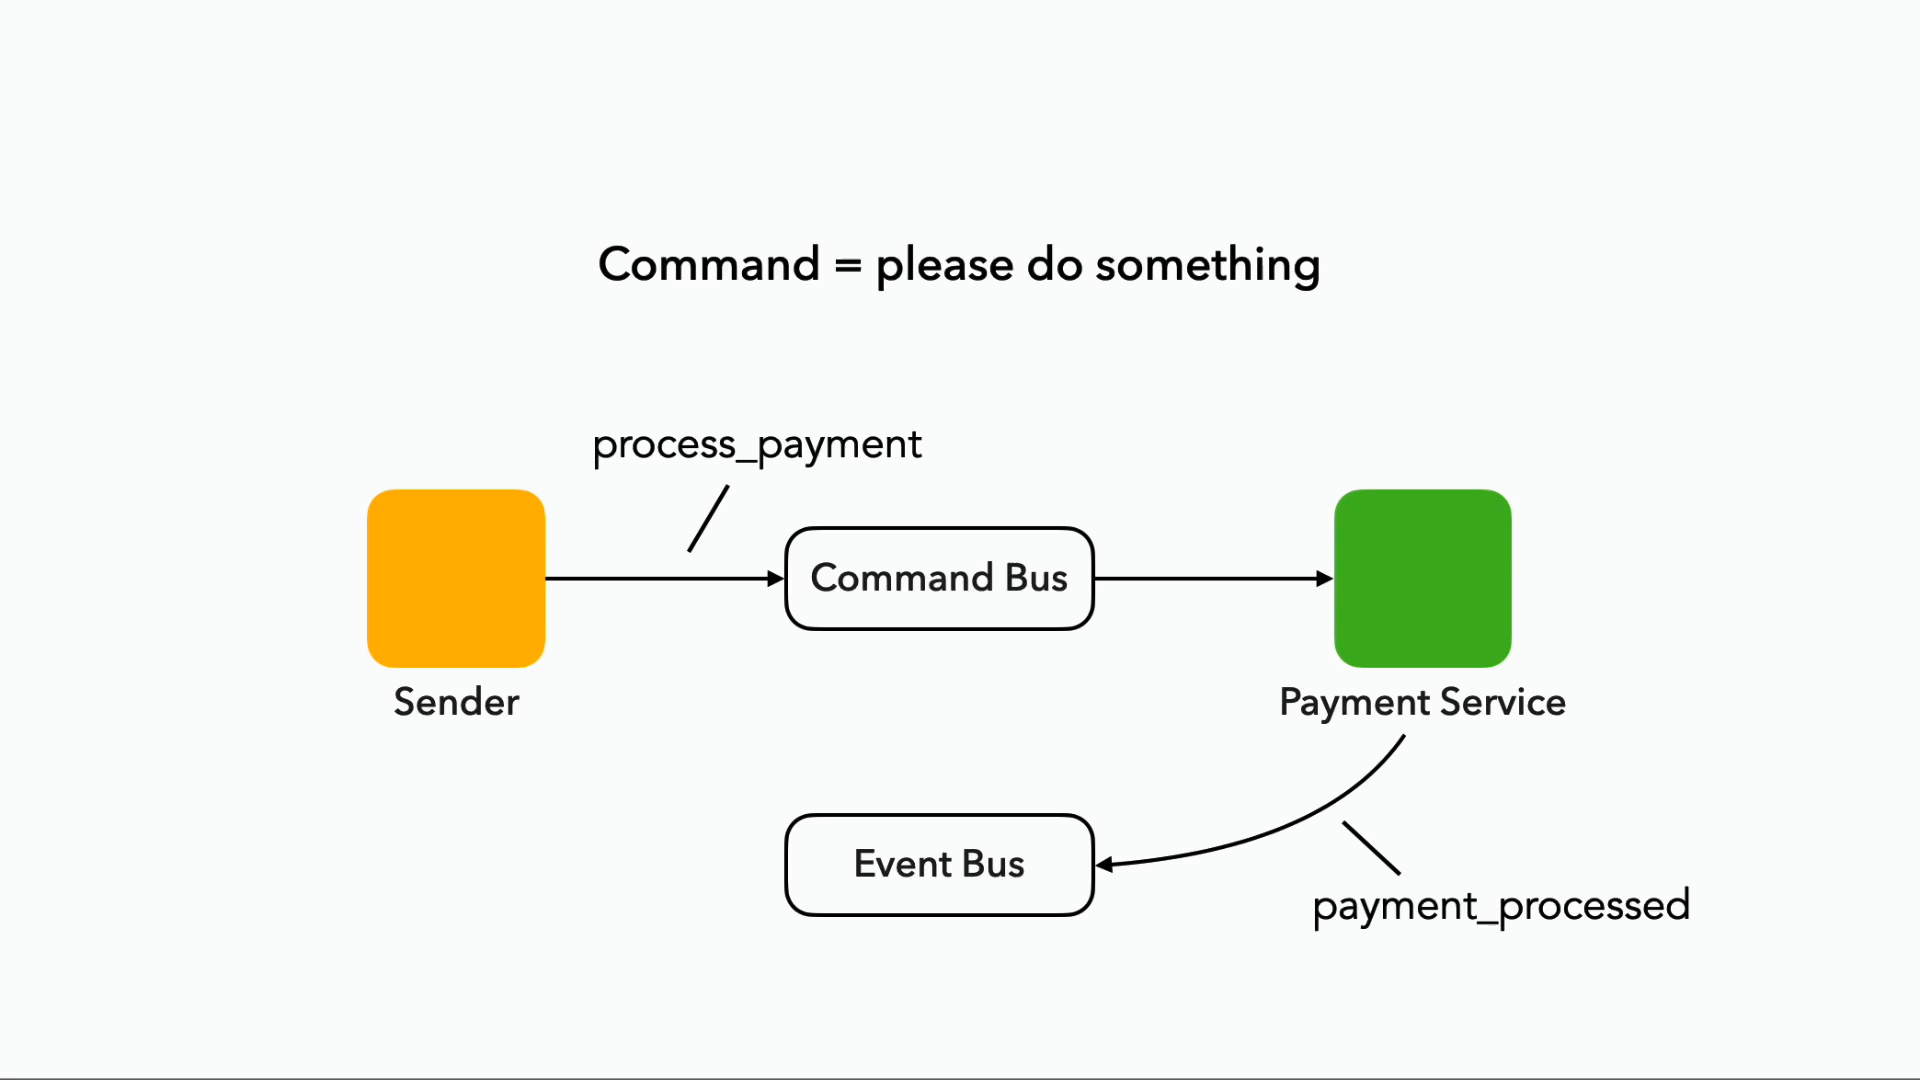 Command = please do something
process_payment
Command Bus
Sender
Payment Service
Event Bus
payment_processed